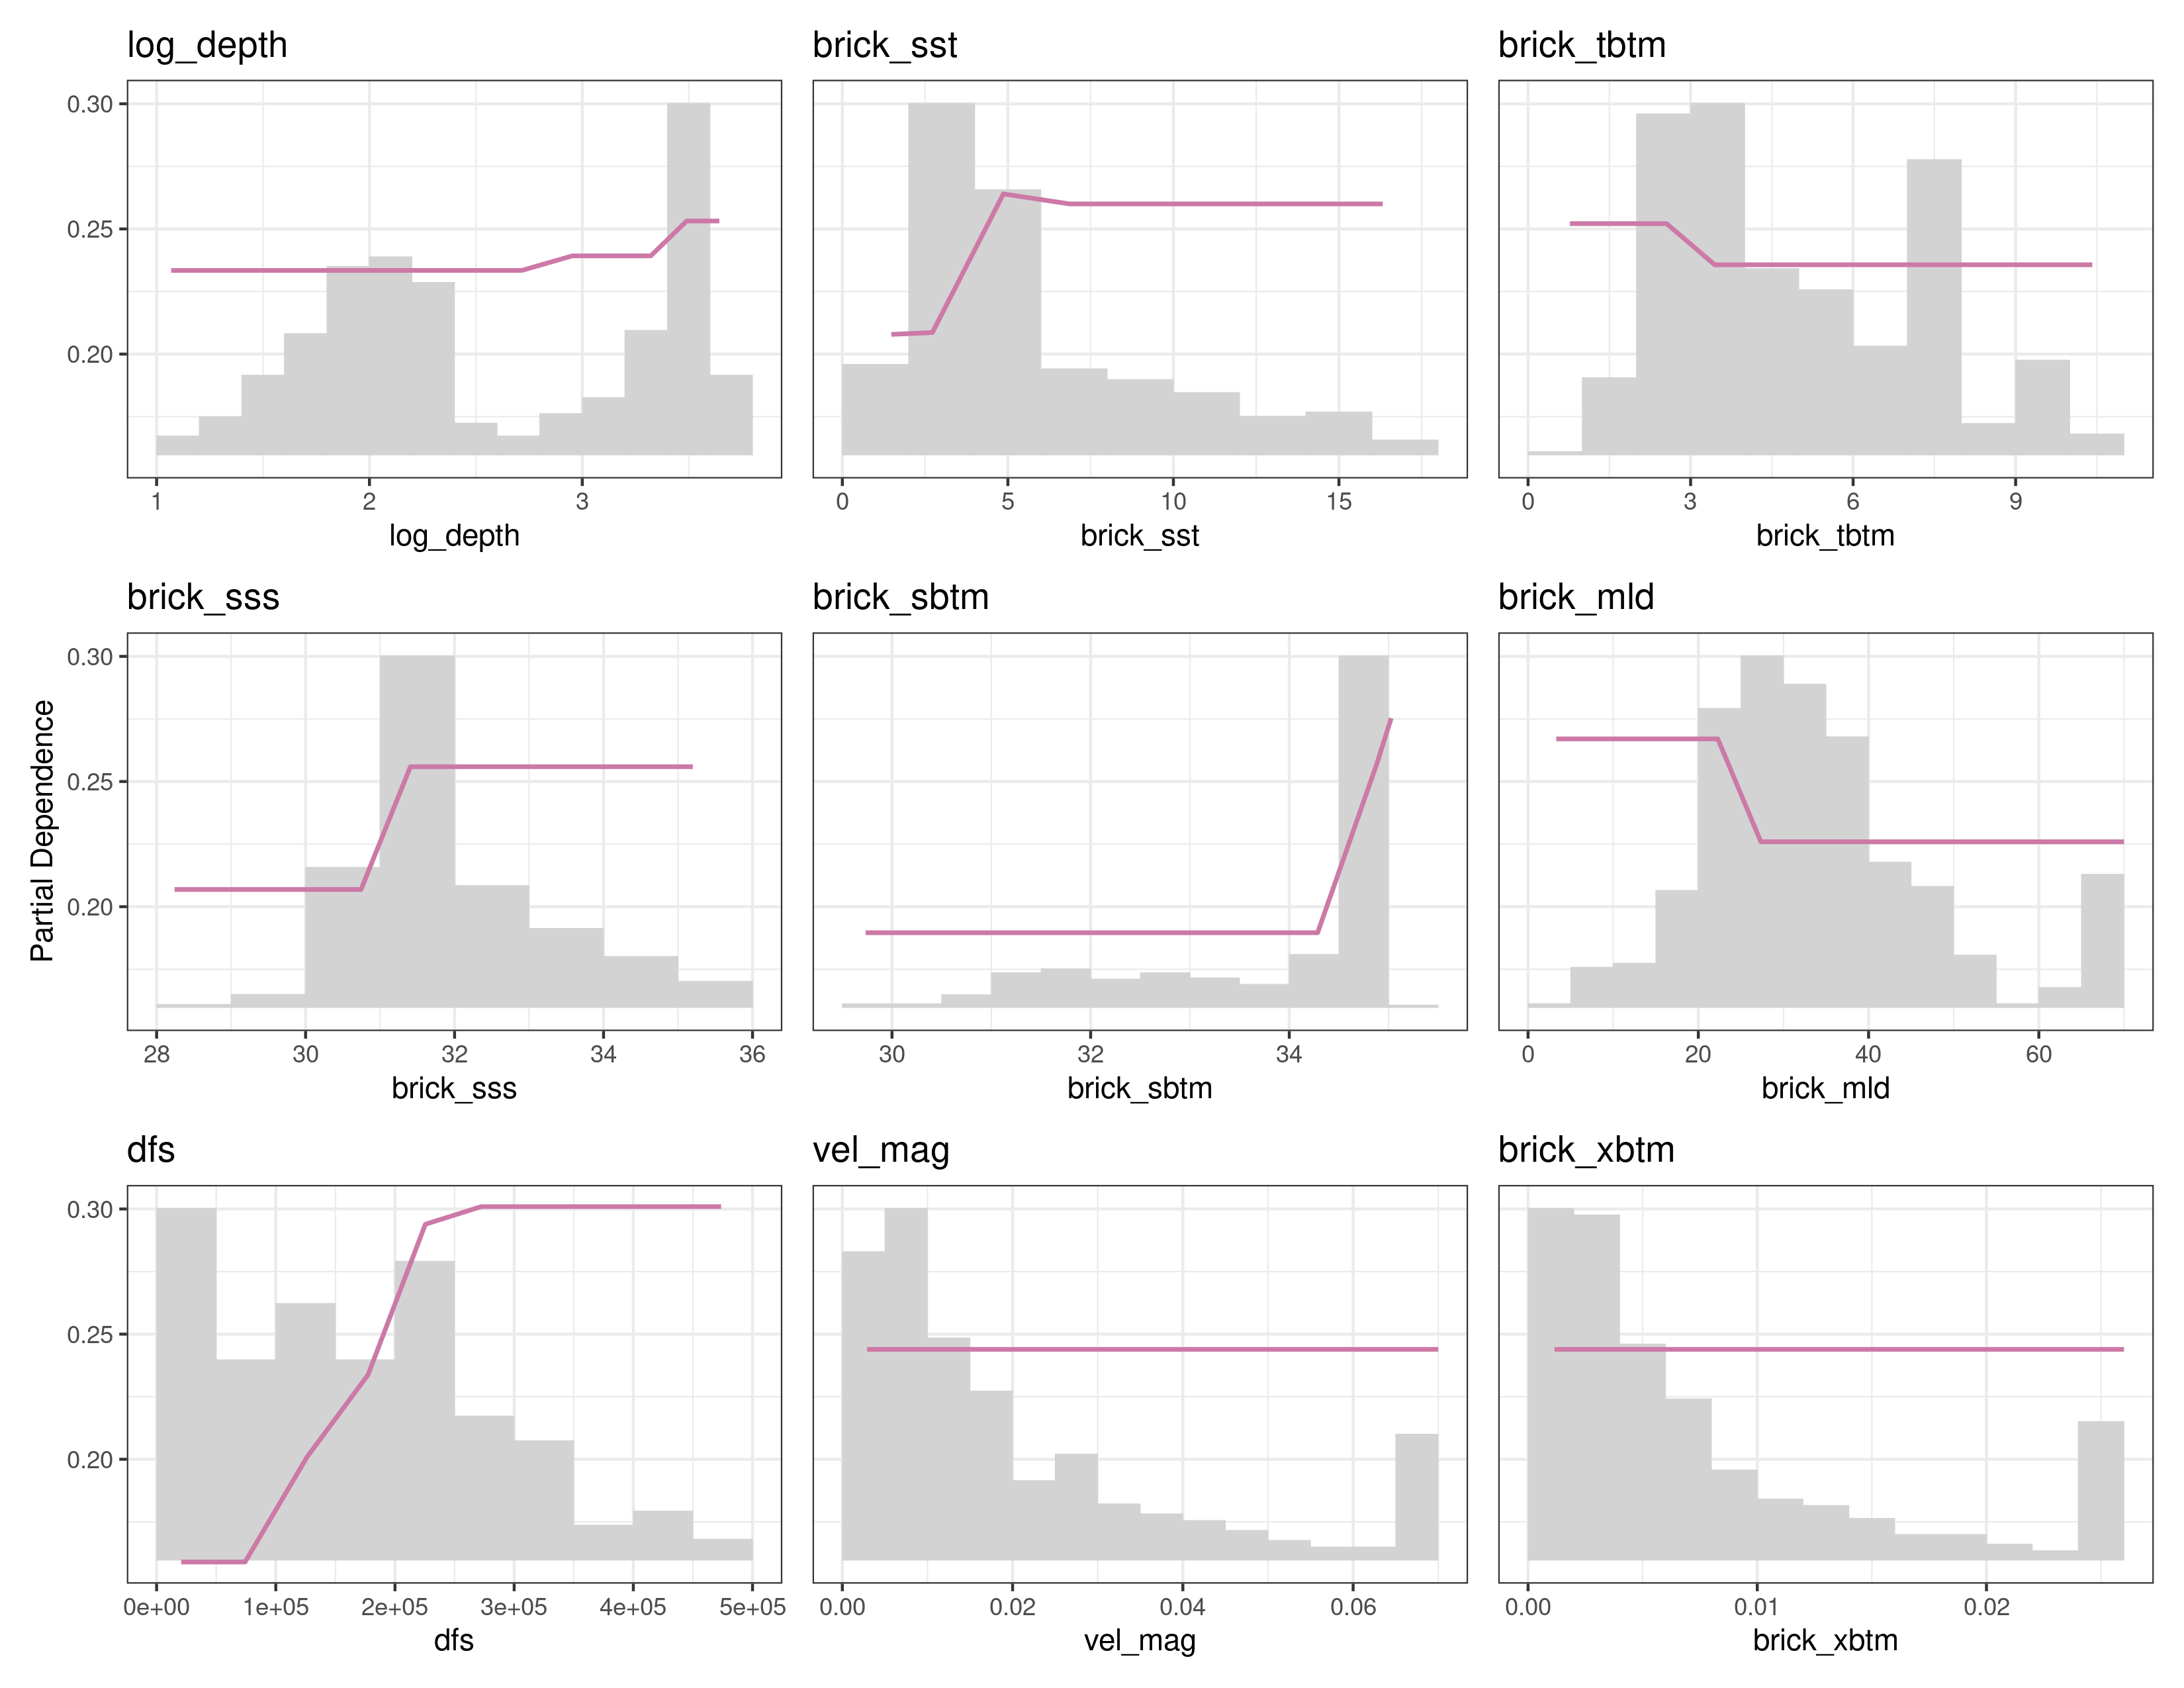 log_depth
brick_sst
brick_tbtm
0.30
0.25
0.20
1 2 3
0 5 10 15
0 3 6 9
log_depth
brick_sst
brick_tbtm
brick_sss
brick_sbtm
brick_mld
Partial Dependence
0.30
0.25
0.20
28 30 32 34 36
30 32 34
0 20 40 60
brick_sss
brick_sbtm
brick_mld
dfs
vel_mag
brick_xbtm
0.30
0.25
0.20
0e+00 1e+05 2e+05 3e+05 4e+05 5e+05
0.00 0.02 0.04 0.06
0.00 0.01 0.02
dfs
vel_mag
brick_xbtm